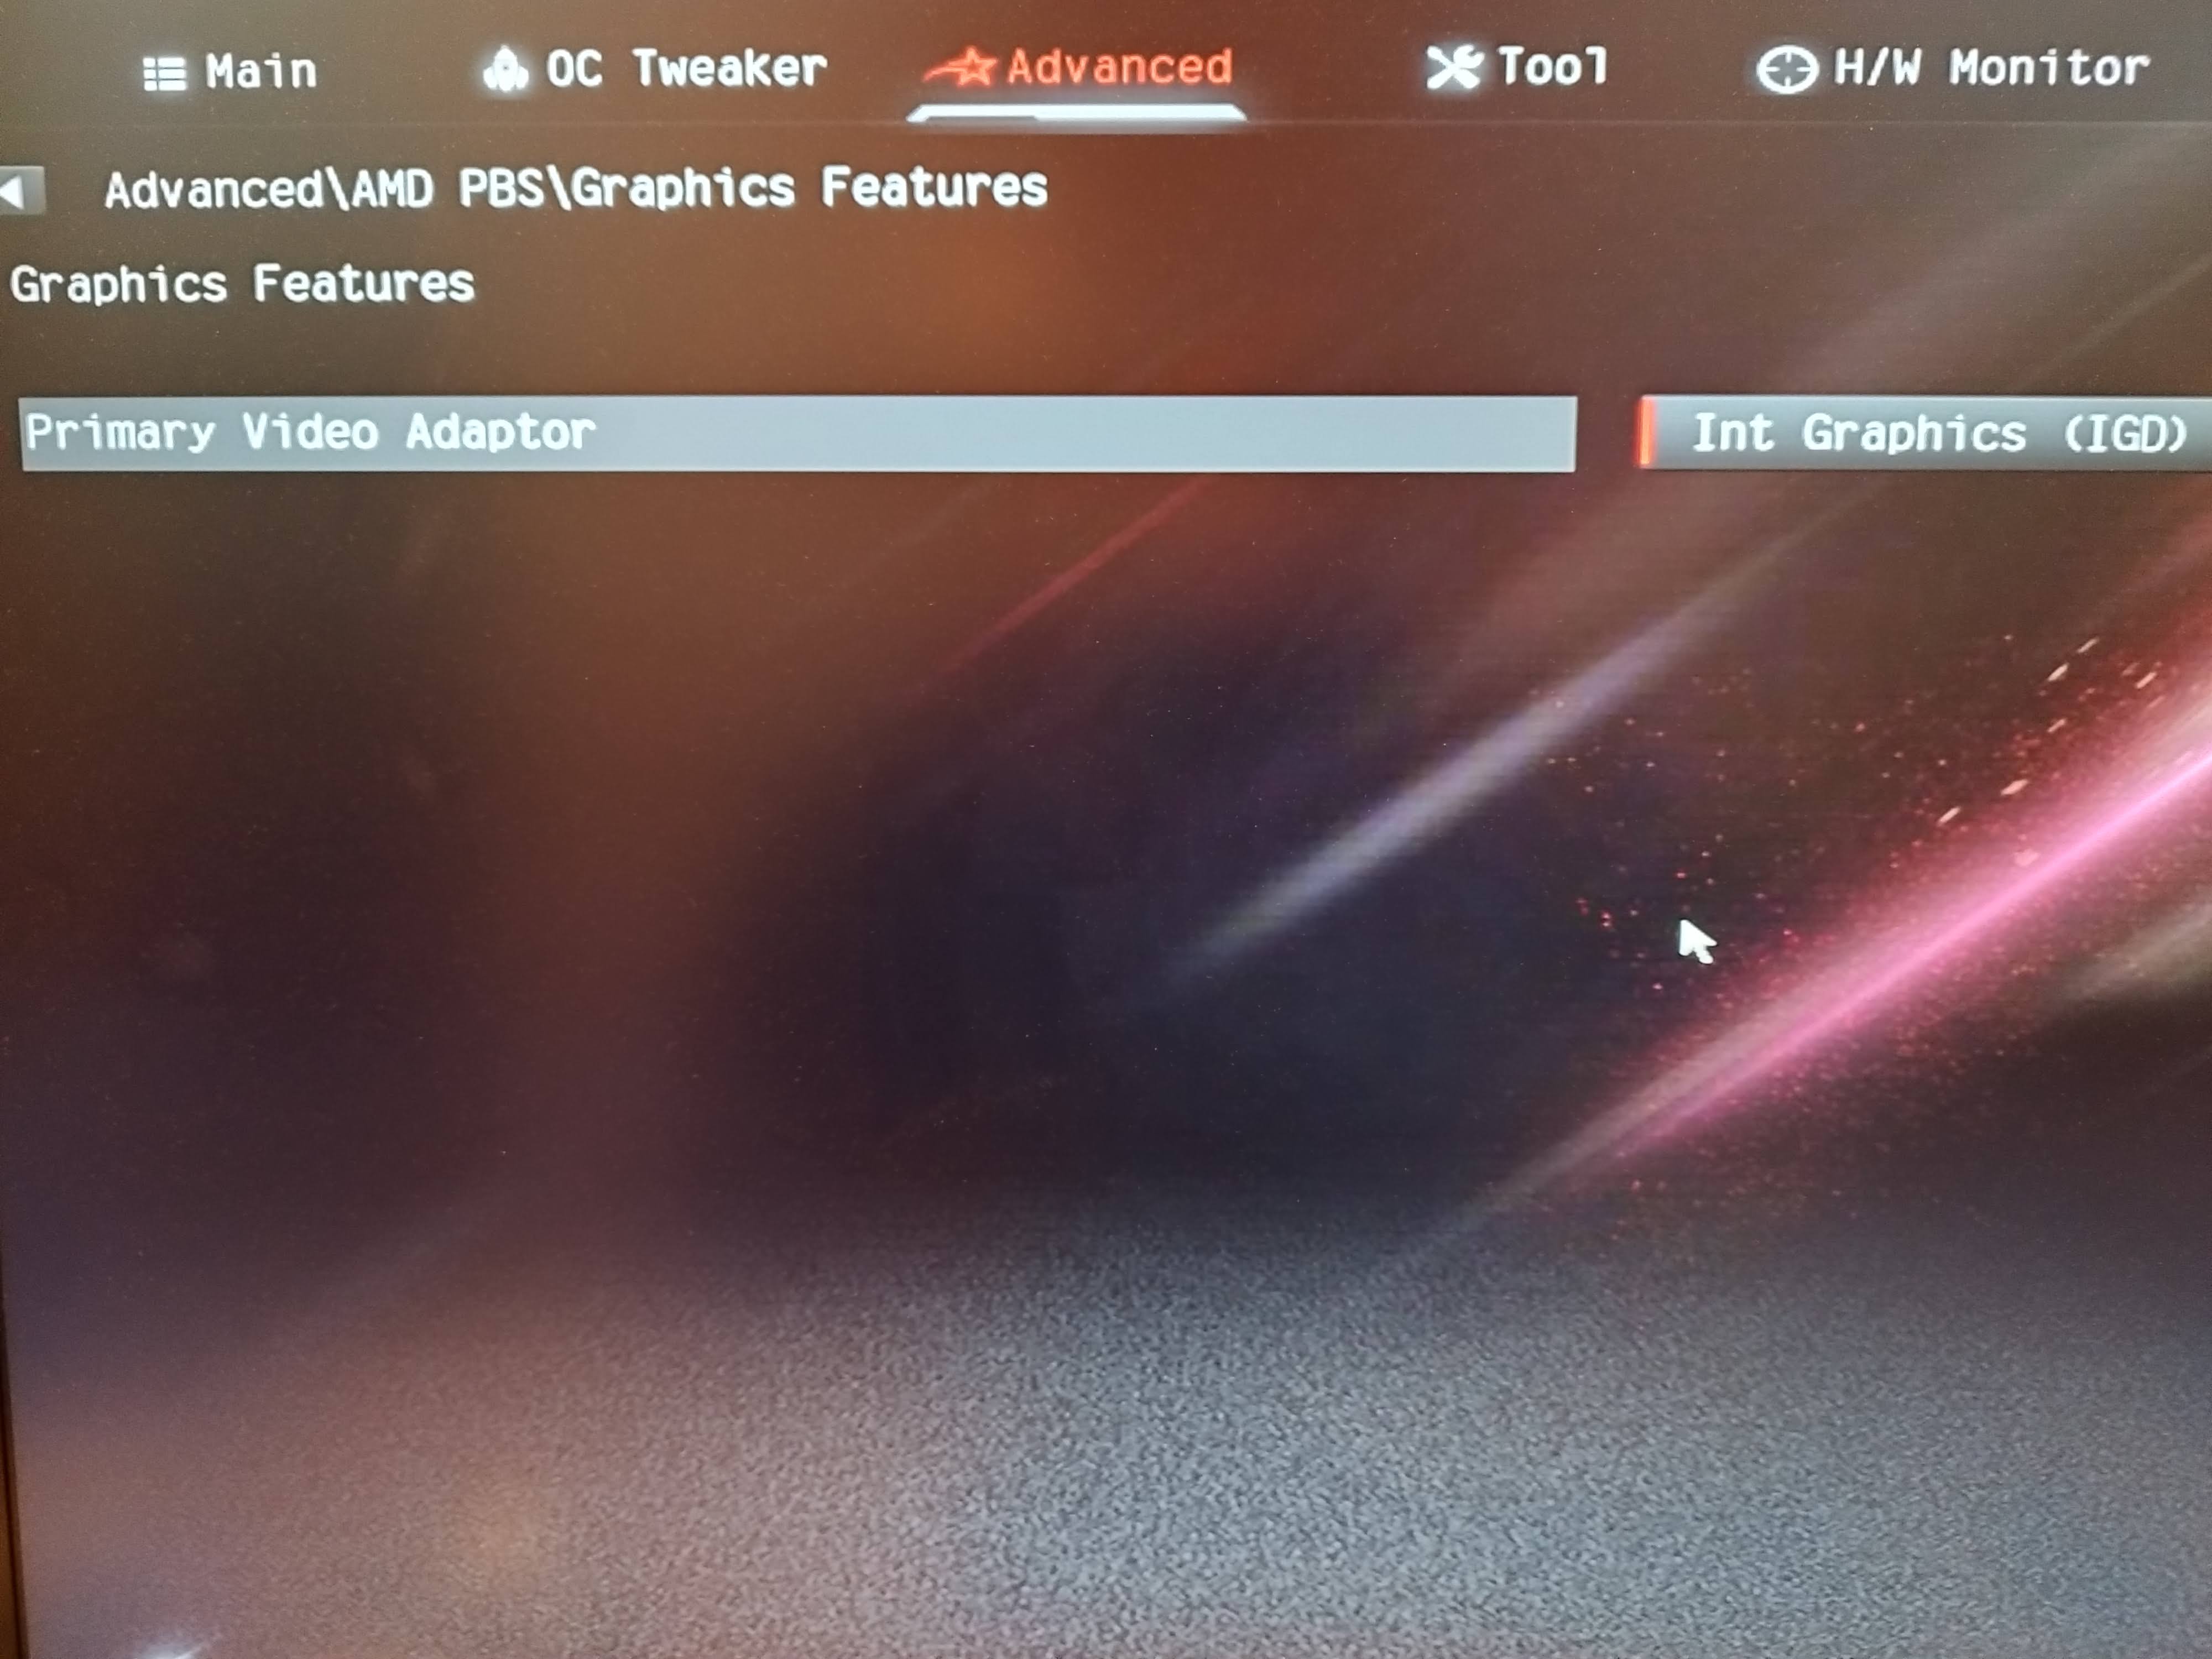 Main OC Tweaker Advanced Tool H/W Monitor
Advanced\AMD PBS\Graphics Features
Graphics Features
Primary Video Adaptor Int Graphics (IGD)